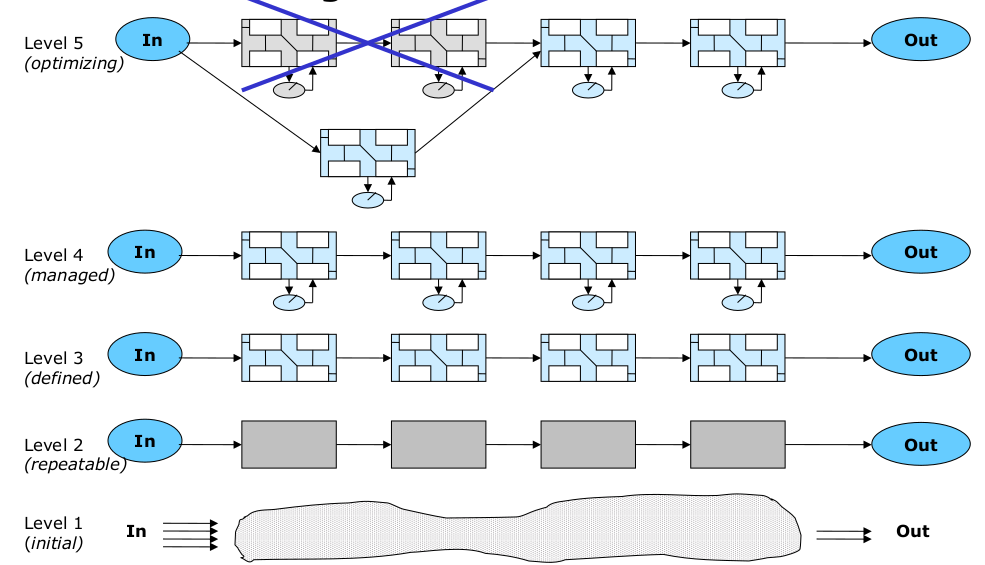 Level 5
(optimizing)
In
Out
Level 4
(managed)
In
Out
Level 3
(defined)
In
Out
Level 2
(repeatable)
In
Out
Level 1
(initial)
In
Out